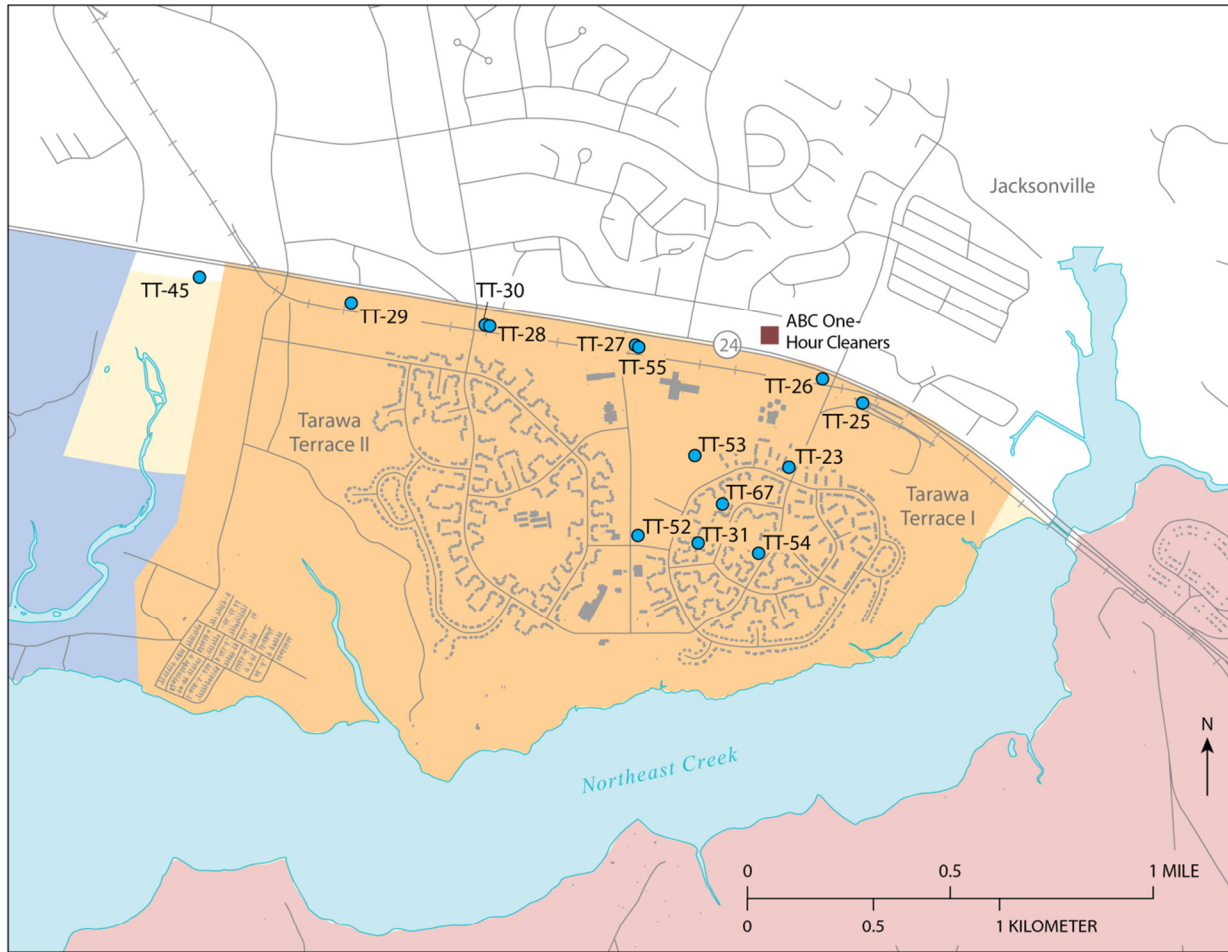 Jacksonville
TT-45
TT-30
TT-29
TT-28
TT-27
TT-55
24
ABC One-
Hour Cleaners
TT-26
TT-25
Tarawa
Terrace II
TT-53
TT-23
TT-67
Tarawa
Terrace I
TT-52
TT-31
TT-54
Northeast Creek
N
0 0.5 1 MILE
0 0.5 1 KILOMETER